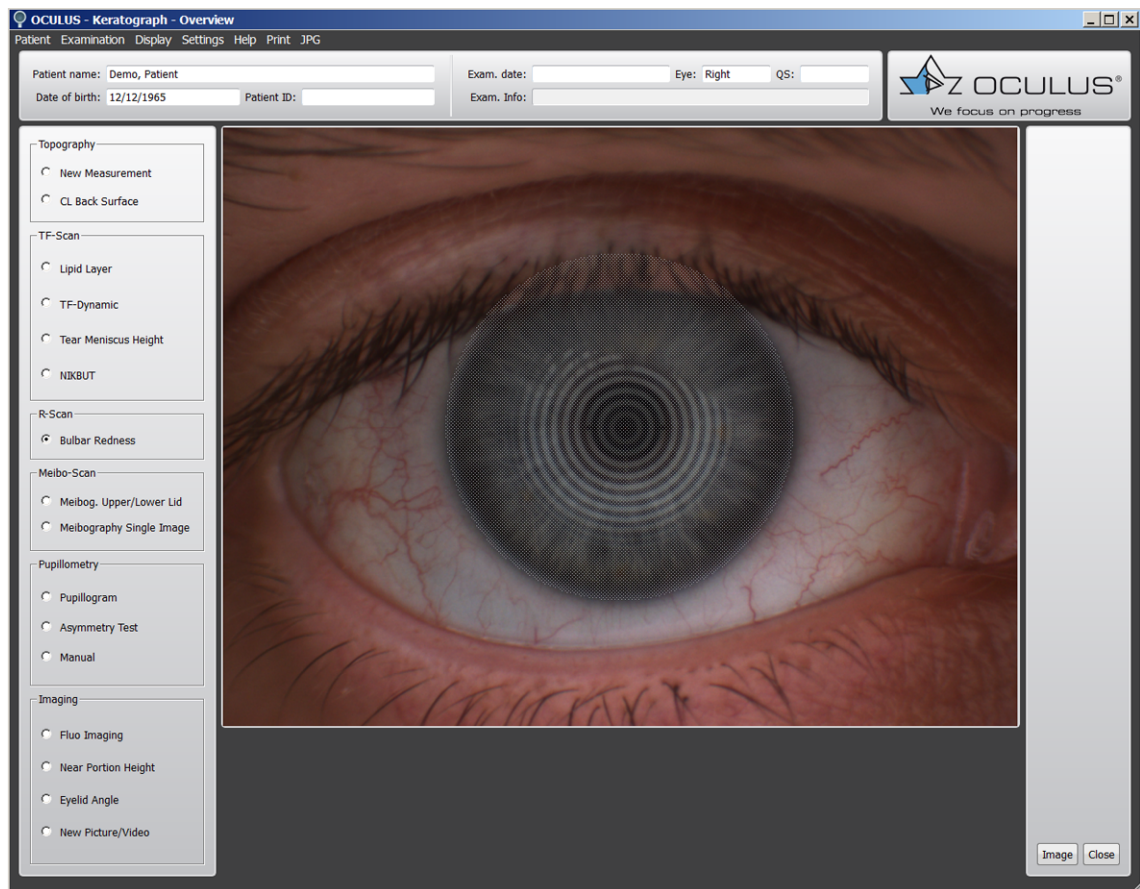 OCULUS - Keratograph - Overview
Patient Examination Display Settings Help Print JPG
Patient name: Demo, Patient
Date of birth: 12/12/1965 Patient ID:
Exam. date: Eye: Right QS:
Exam. Info:
OCULUS®
We focus on progress
Topography
New Measurement
CL Back Surface
TF-Scan
Lipid Layer
TF-Dynamic
Tear Meniscus Height
NIKBUT
R-Scan
Bulbar Redness
Meibo-Scan
Meibog. Upper/Lower Lid
Meibography Single Image
Pupillometry
Pupillogram
Asymmetry Test
Manual
Imaging
Fluo Imaging
Near Portion Height
Eyelid Angle
New Picture/Video
Image Close